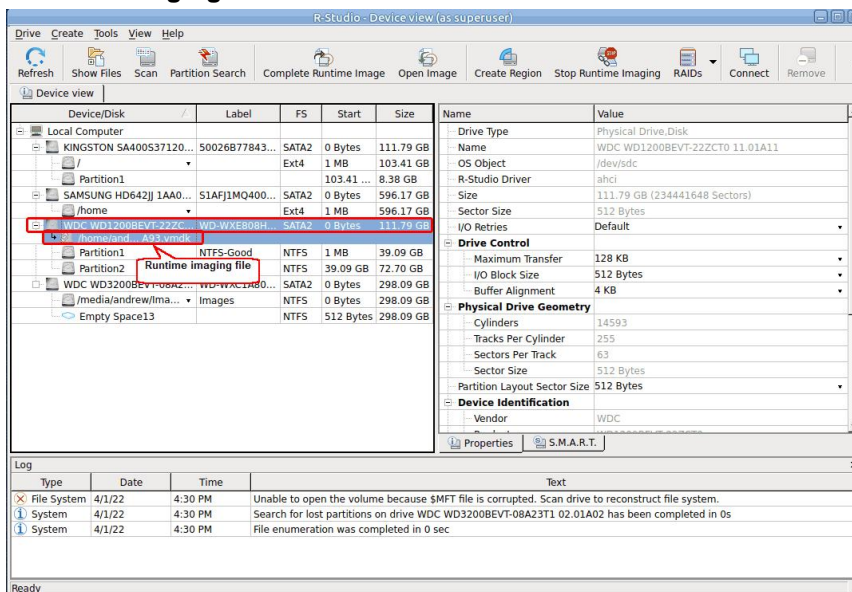 R-Studio - Device view (as superuser)
Drive Create Tools View Help
Refresh Show Files Scan Partition Search Complete Runtime Image Open Image Create Region Stop Runtime Imaging RAIDs Connect Remove
Device view
Device/Disk Label FS Start Size
Local Computer
KINGSTON SA400S37120... 50026B77843... SATA2 0 Bytes 111.79 GB
/ Ext4 1 MB 103.41 GB
Partition1 103.41 ... 8.38 GB
SAMSUNG HD642JJ 1AA0... S1AFJ1MQ400... SATA2 0 Bytes 596.17 GB
/home Ext4 1 MB 596.17 GB
WDC WD1200BEVT-22ZC... WD-WXE808H... SATA2 0 Bytes 111.79 GB
/home/and... A93.vmdk
Partition1 NTFS-Good NTFS 1 MB 39.09 GB
Partition2 NTFS 39.09 GB 72.70 GB
Runtime imaging file
WDC WD3200BEVT-08A2... WD-WXC1A80... SATA2 0 Bytes 298.09 GB
/media/andrew/Ima... Images NTFS 0 Bytes 298.09 GB
Empty Space13 NTFS 512 Bytes 298.09 GB
Name Value
Drive Type Physical Drive,Disk
Name WDC WD1200BEVT-22ZCT0 11.01A11
OS Object /dev/sdc
R-Studio Driver ahci
Size 111.79 GB (234441648 Sectors)
Sector Size 512 Bytes
I/O Retries Default
Drive Control
Maximum Transfer 128 KB
I/O Block Size 512 Bytes
Buffer Alignment 4 KB
Physical Drive Geometry
Cylinders 14593
Tracks Per Cylinder 255
Sectors Per Track 63
Sector Size 512 Bytes
Partition Layout Sector Size 512 Bytes
Device Identification
Vendor WDC
Properties S.M.A.R.T.
Log
Type Date Time Text
File System 4/1/22 4:30 PM Unable to open the volume because $MFT file is corrupted. Scan drive to reconstruct file system.
System 4/1/22 4:30 PM Search for lost partitions on drive WDC WD3200BEVT-08A23T1 02.01A02 has been completed in 0s
System 4/1/22 4:30 PM File enumeration was completed in 0 sec
Ready